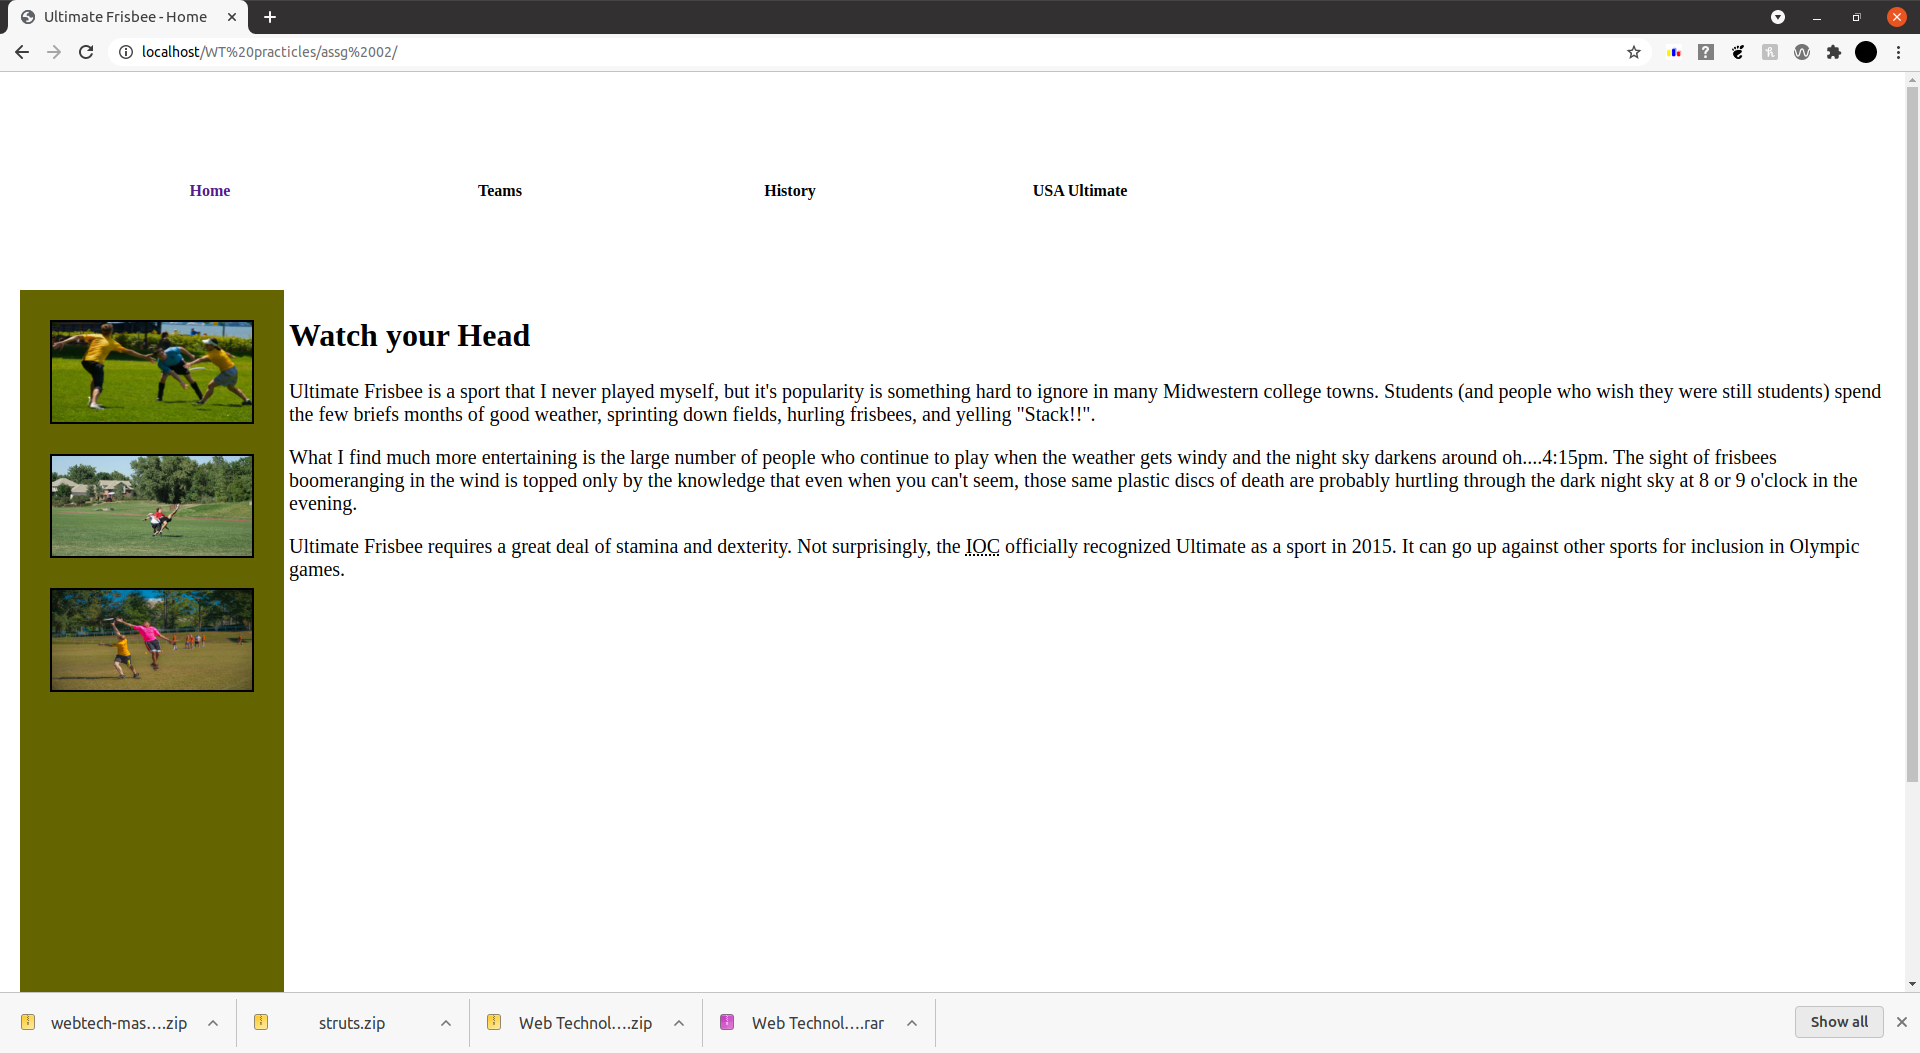 Ultimate Frisbee - Home
localhost/WT%20practicles/assg%2002/
Home Teams History USA Ultimate
Watch your Head
Ultimate Frisbee is a sport that I never played myself, but it's popularity is something hard to ignore in many Midwestern college towns. Students (and people who wish they were still students) spend
the few briefs months of good weather, sprinting down fields, hurling frisbees, and yelling "Stack!!".
What I find much more entertaining is the large number of people who continue to play when the weather gets windy and the night sky darkens around oh....4:15pm. The sight of frisbees
boomeranging in the wind is topped only by the knowledge that even when you can't seem, those same plastic discs of death are probably hurtling through the dark night sky at 8 or 9 o'clock in the
evening.
Ultimate Frisbee requires a great deal of stamina and dexterity. Not surprisingly, the IOC officially recognized Ultimate as a sport in 2015. It can go up against other sports for inclusion in Olympic
games.
webtech-mas....zip struts.zip Web Technol....zip Web Technol....rar Show all